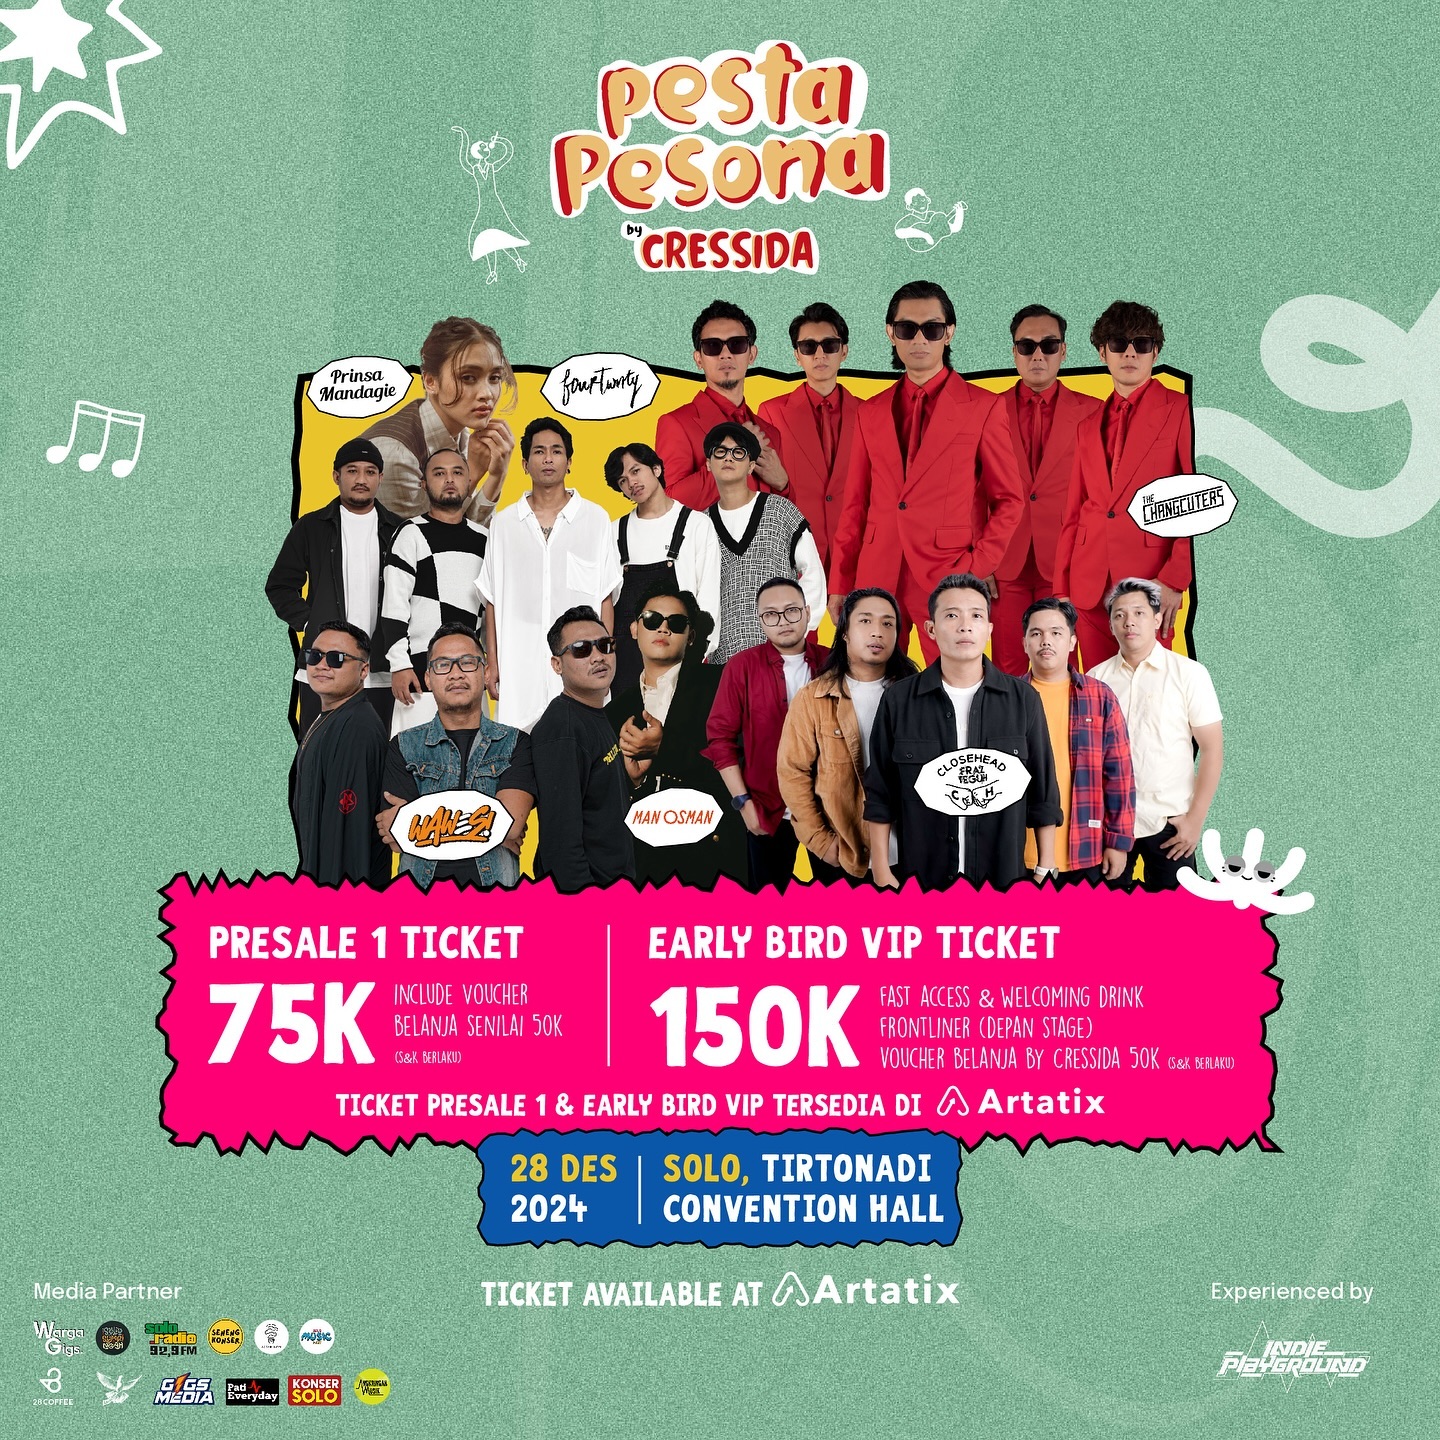 pesta
Pesona
by
CRESSIDA
Prinsa
Mandagie
fourtwnty
THE
CHANGCUTERS
WAWES!
MAN OSMAN
CLOSEHEAD
CEH
PRESALE 1 TICKET
75K
INCLUDE VOUCHER
BELANJA SENILAI 50K
(S&K BERLAKU)
EARLY BIRD VIP TICKET
150K
FAST ACCESS & WELCOMING DRINK
FRONTLINER (DEPAN STAGE)
VOUCHER BELANJA BY CRESSIDA 50K (S&K BERLAKU)
TICKET PRESALE 1 & EARLY BIRD VIP TERSEDIA DI Artatix
28 DES
2024
SOLO, TIRTONADI
CONVENTION HALL
TICKET AVAILABLE AT Artatix
Media Partner
Warga
Gigs.
solo
radio
92,9 FM
SENENG
KONSER
MUSIC
28COFFEE
GIGS
MEDIA
Pati
Everyday
KONSER
SOLO
Experienced by
INDIE
PLAYGROUND